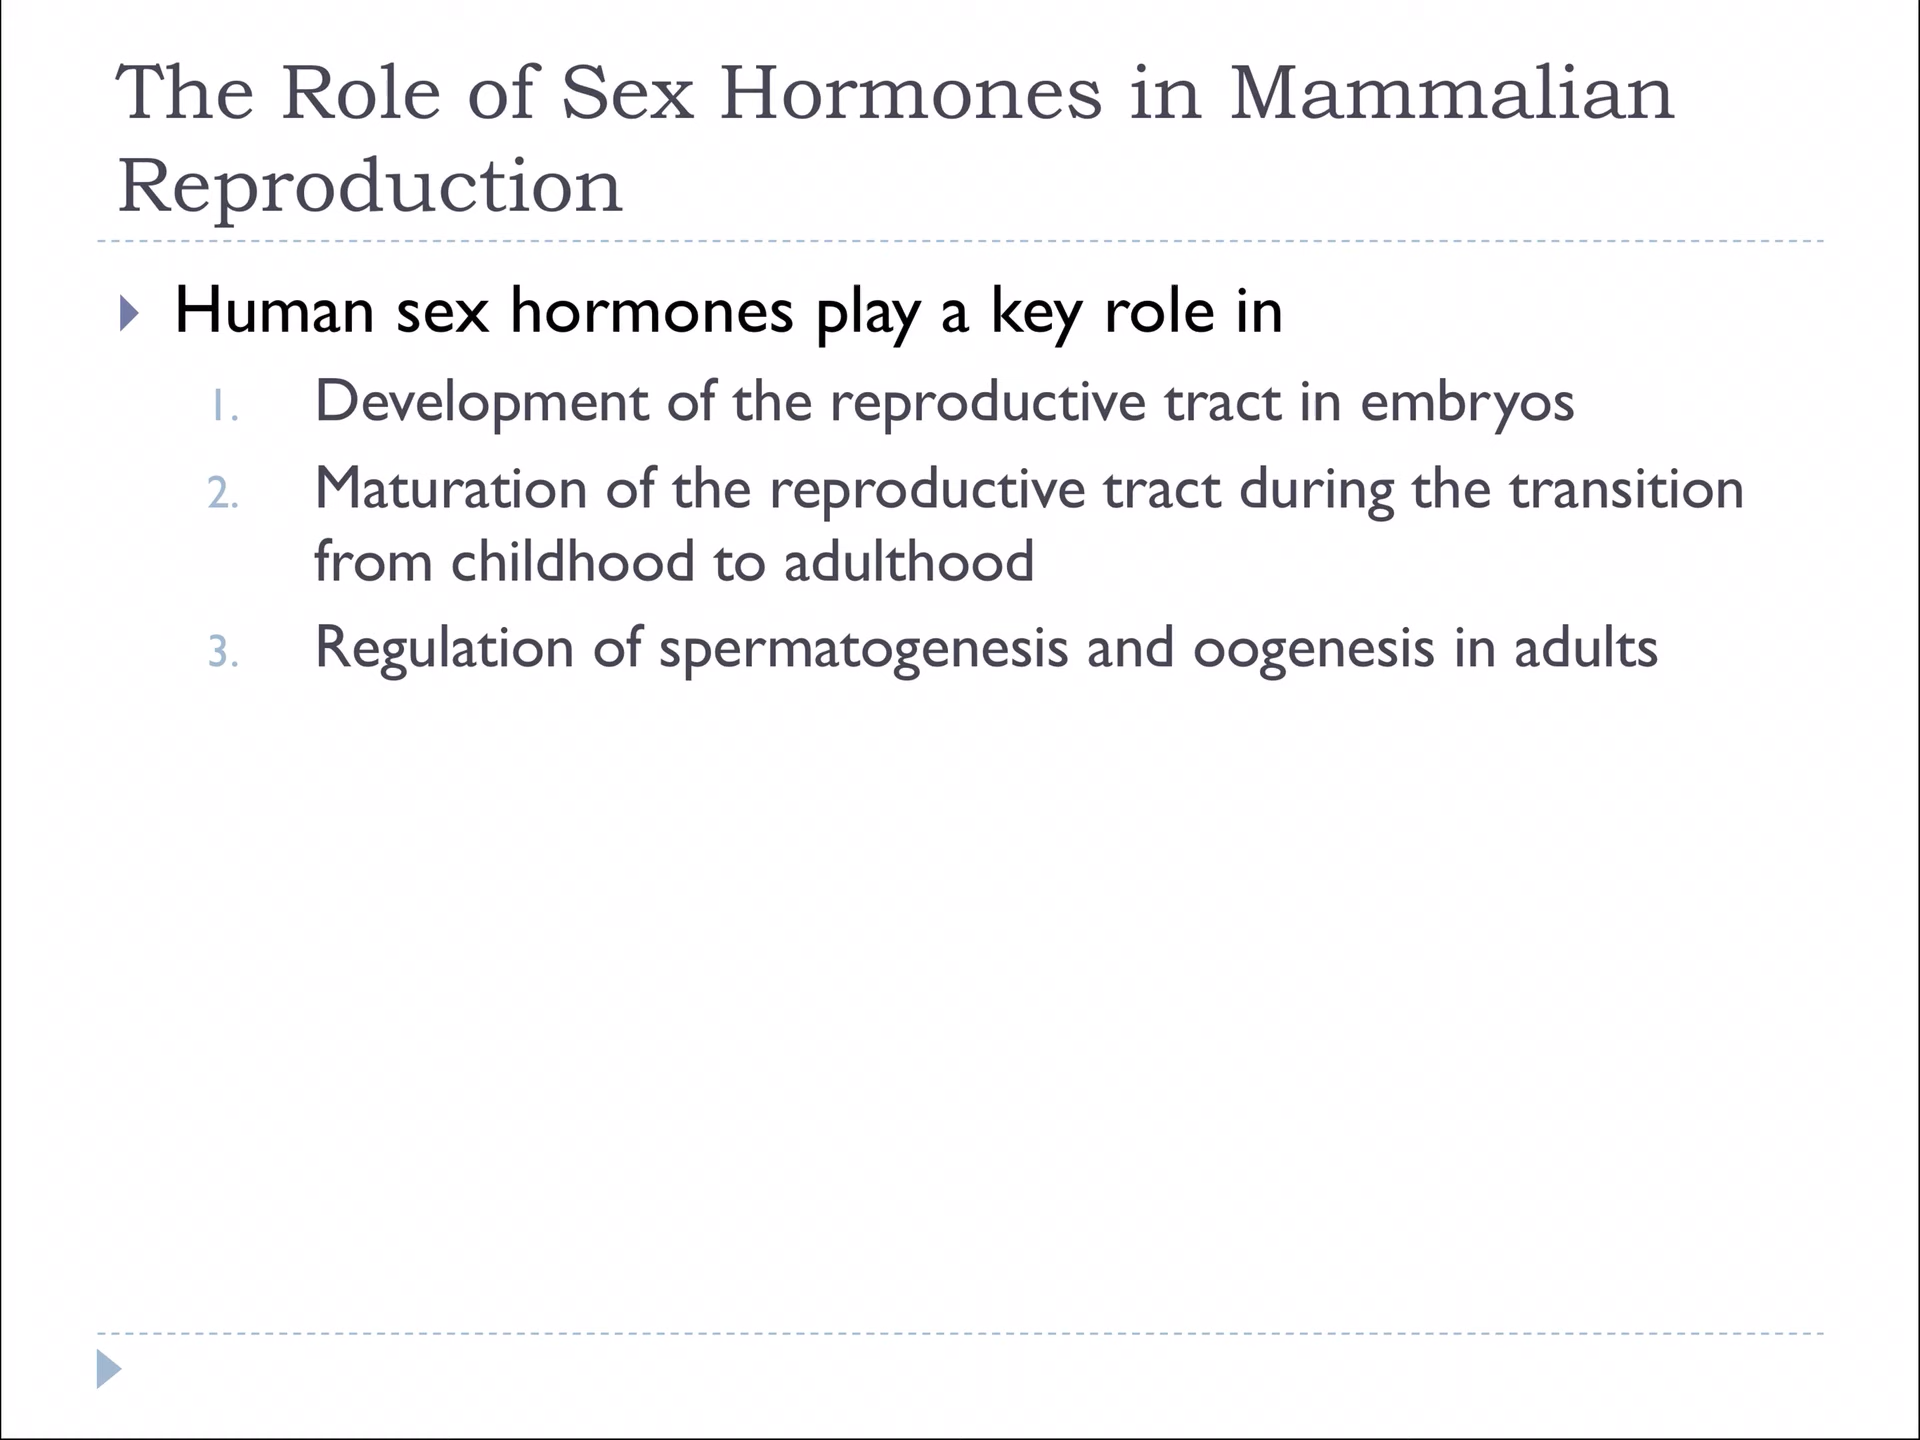 The Role of Sex Hormones in Mammalian
Reproduction
Human sex hormones play a key role in
1. Development of the reproductive tract in embryos
2. Maturation of the reproductive tract during the transition
from childhood to adulthood
3. Regulation of spermatogenesis and oogenesis in adults